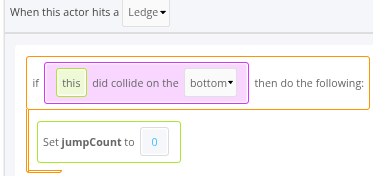 When this actor hits a Ledge
if this did collide on the bottom then do the following:
Set jumpCount to 0